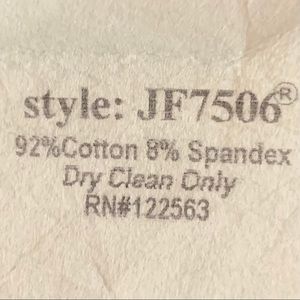 style: JF7506®
92%Cotton 8% Spandex
Dry Clean Only
RN#122563